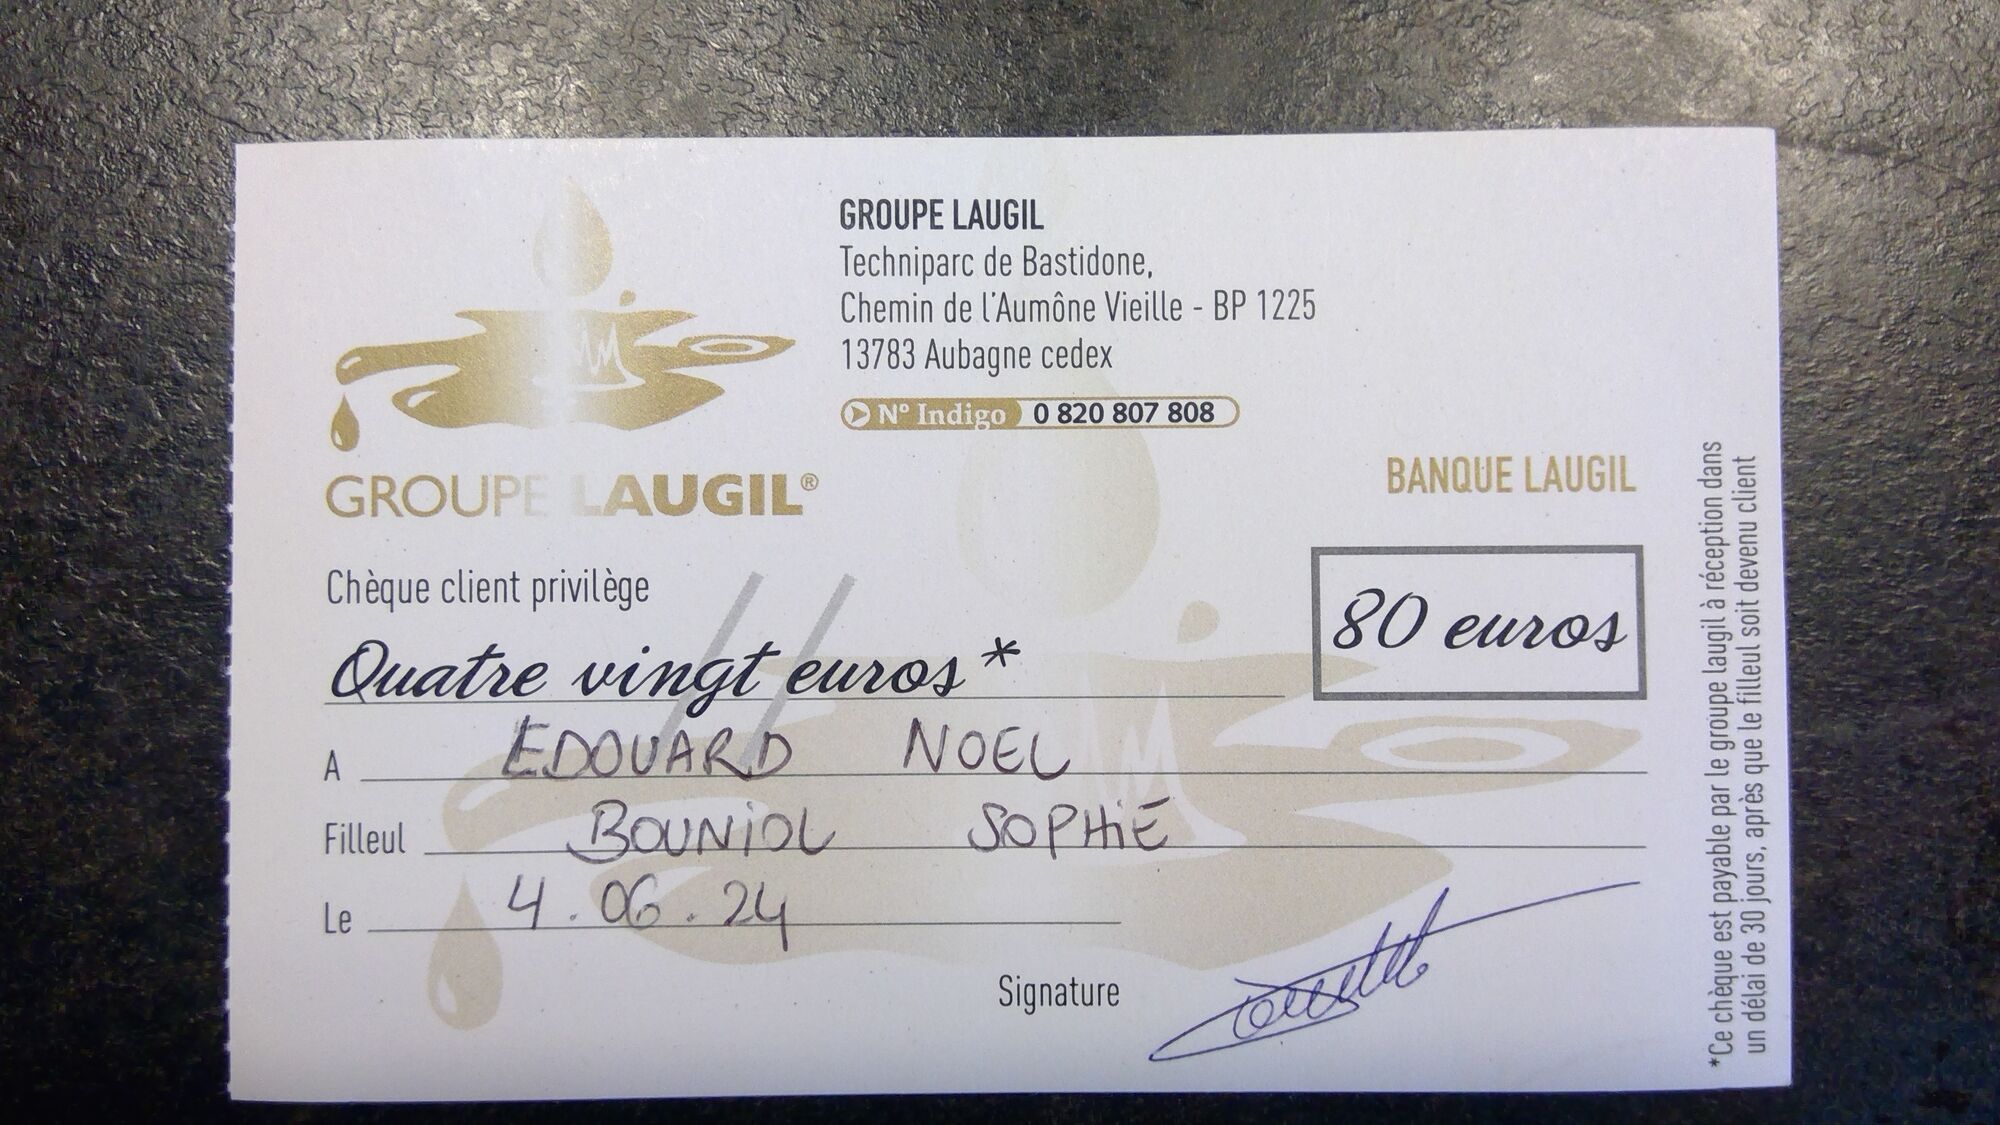 GROUPE LAUGIL
Techniparc de Bastidone,
Chemin de l'Aumône Vieille - BP 1225
13783 Aubagne cedex
N° Indigo 0 820 807 808
GROUPE LAUGIL®
BANQUE LAUGIL
Chèque client privilège
Quatre vingt euros*
80 euros
A EDOUARD NOEL
Filleul BOUNIOL SOPHIE
Le 4.06.24
Signature
*Ce chèque est payable par le groupe laugil à réception dans
un délai de 30 jours, après que le filleul soit devenu client